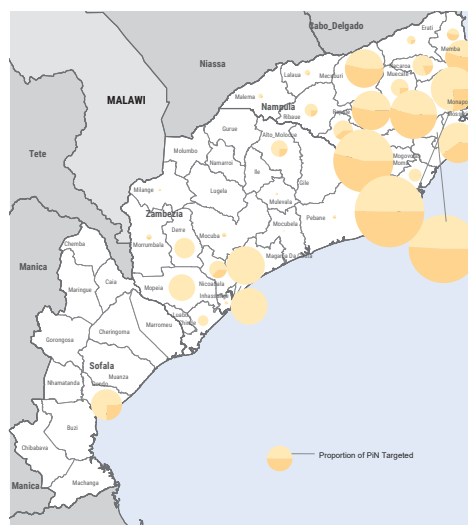 Cabo_Delgado
Erati
Memba
Niassa
Lalaua
Mecuburi
Nacaroa
Muecate
MALAWI
Malema
Monapo
Nampula
Ribaue
Gurue
Alto_Molocue
Molumbo
Tete
Namarroi
Ile
Mogovolas
Moma
Gile
Milange
Lugela
Mulevala
Zambezia
Pebane
Derre
Mocuba
Mocubela
Morrumbala
Manica
Chemba
Maganja Da Costa
Caia
Nicoadala
Maringue
Mopeia
Inhassunge
Luabo
Chinde
Cheringoma
Marromeu
Gorongosa
Sofala
Muanza
Nhamatanda
Dondo
Buzi
Chibabava
Proportion of PiN Targeted
Machanga
Manica